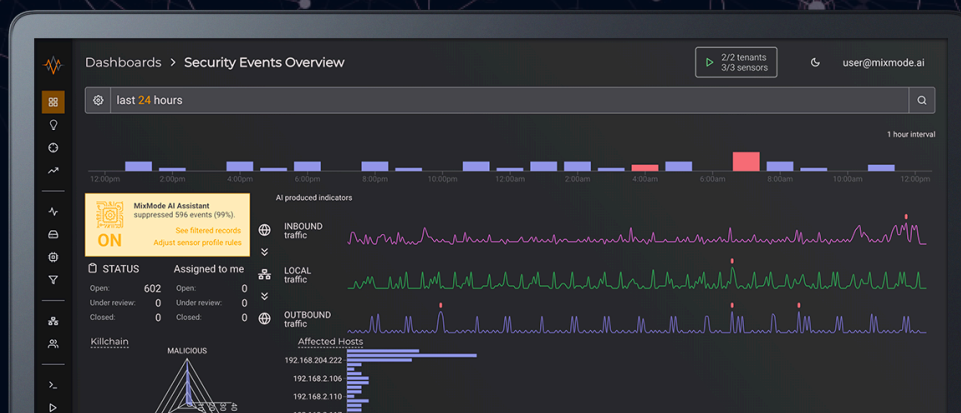 Dashboards > Security Events Overview
2/2 tenants
3/3 sensors
user@mixmode.ai
last 24 hours
1 hour interval
12:00pm 2:00pm 4:00pm 6:00pm 8:00pm 10:00pm 12:00am 2:00am 4:00am 6:00am 8:00am 10:00am 12:00pm
MixMode AI Assistant
suppressed 596 events (99%).
ON
See filtered records
Adjust sensor profile rules
AI produced indicators
INBOUND
traffic
LOCAL
traffic
OUTBOUND
traffic
STATUS Assigned to me
Open: 602 Open: 0
Under review: 0 Under review: 0
Closed: 0 Closed: 0
Killchain
MALICIOUS
Affected Hosts
192.168.204.222
192.168.2.106
192.168.2.110